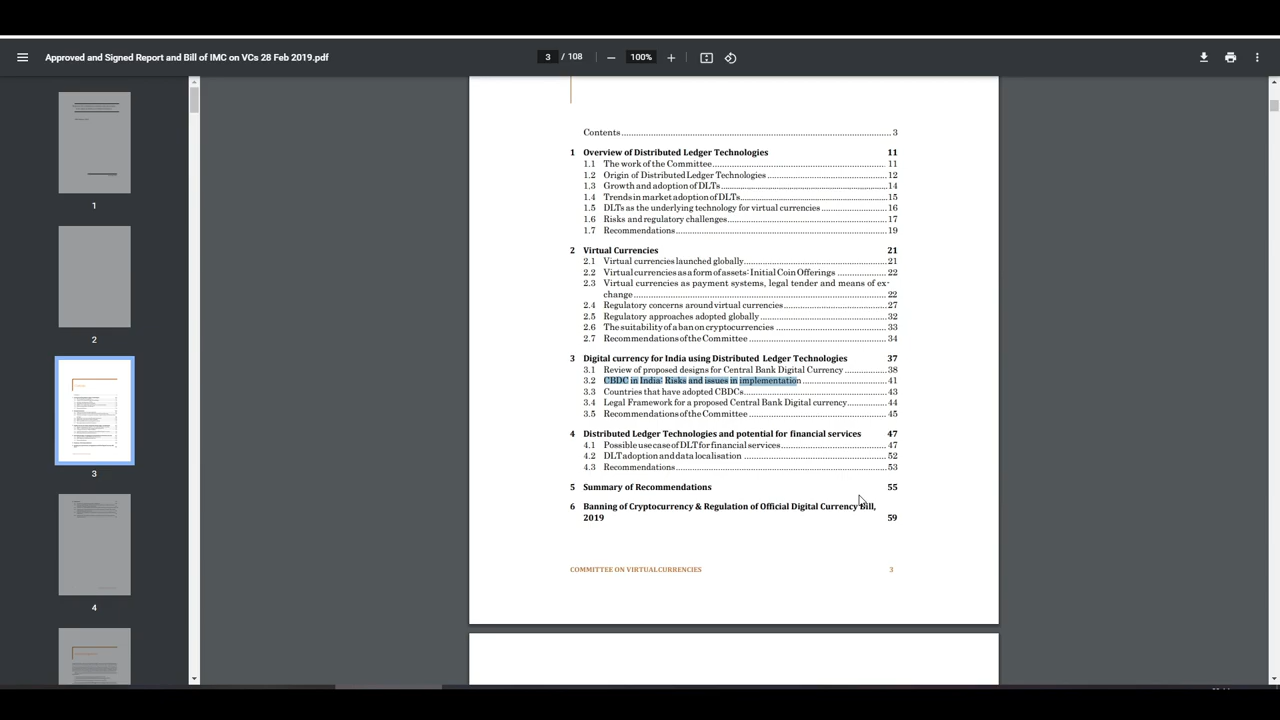 Approved and Signed Report and Bill of IMC on VCs 28 Feb 2019.pdf
3 / 108
100%
Contents 3
1 Overview of Distributed Ledger Technologies 11
1.1 The work of the Committee 11
1.2 Origin of Distributed Ledger Technologies 12
1.3 Growth and adoption of DLTs 14
1.4 Trends in market adoption of DLTs 15
1.5 DLTs as the underlying technology for virtual currencies 16
1.6 Risks and regulatory challenges 17
1.7 Recommendations 19
2 Virtual Currencies 21
2.1 Virtual currencies launched globally 21
2.2 Virtual currencies as a form of assets: Initial Coin Offerings 22
2.3 Virtual currencies as payment systems, legal tender and means of ex-
change 22
2.4 Regulatory concerns around virtual currencies 27
2.5 Regulatory approaches adopted globally 32
2.6 The suitability of a ban on cryptocurrencies 33
2.7 Recommendations of the Committee 34
3 Digital currency for India using Distributed Ledger Technologies 37
3.1 Review of proposed designs for Central Bank Digital Currency 38
3.2 CBDC in India: Risks and issues in implementation 41
3.3 Countries that have adopted CBDCs 43
3.4 Legal Framework for a proposed Central Bank Digital currency 44
3.5 Recommendations of the Committee 45
4 Distributed Ledger Technologies and potential for financial services 47
4.1 Possible use case of DLT for financial services 47
4.2 DLT adoption and data localisation 52
4.3 Recommendations 53
5 Summary of Recommendations 55
6 Banning of Cryptocurrency & Regulation of Official Digital Currency Bill,
2019 59
COMMITTEE ON VIRTUAL CURRENCIES 3
1
2
3
4